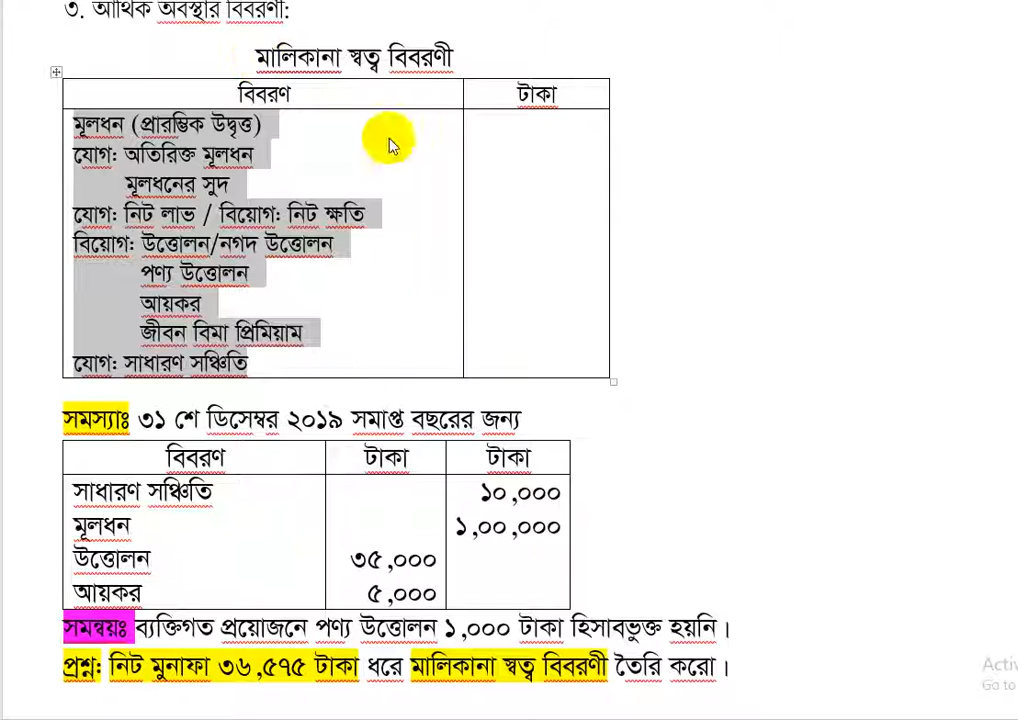 ৩. আর্থিক অবস্থার বিবরণী:
মালিকানা স্বত্ব বিবরণী
বিবরণ টাকা
মূলধন (প্রারম্ভিক উদ্বৃত্ত)
যোগ: অতিরিক্ত মূলধন
মূলধনের সুদ
যোগ: নিট লাভ / বিয়োগ: নিট ক্ষতি
বিয়োগ: উত্তোলন/নগদ উত্তোলন
পণ্য উত্তোলন
আয়কর
জীবন বিমা প্রিমিয়াম
যোগ: সাধারণ সঞ্চিতি
সমস্যাঃ ৩১ শে ডিসেম্বর ২০১৯ সমাপ্ত বছরের জন্য
বিবরণ টাকা টাকা
সাধারণ সঞ্চিতি ১০,০০০
মূলধন ১,০০,০০০
উত্তোলন ৩৫,০০০
আয়কর ৫,০০০
সমন্বয়ঃ ব্যক্তিগত প্রয়োজনে পণ্য উত্তোলন ১,০০০ টাকা হিসাবভুক্ত হয়নি।
প্রশ্ন: নিট মুনাফা ৩৬,৫৭৫ টাকা ধরে মালিকানা স্বত্ব বিবরণী তৈরি করো।
Activ
Go to